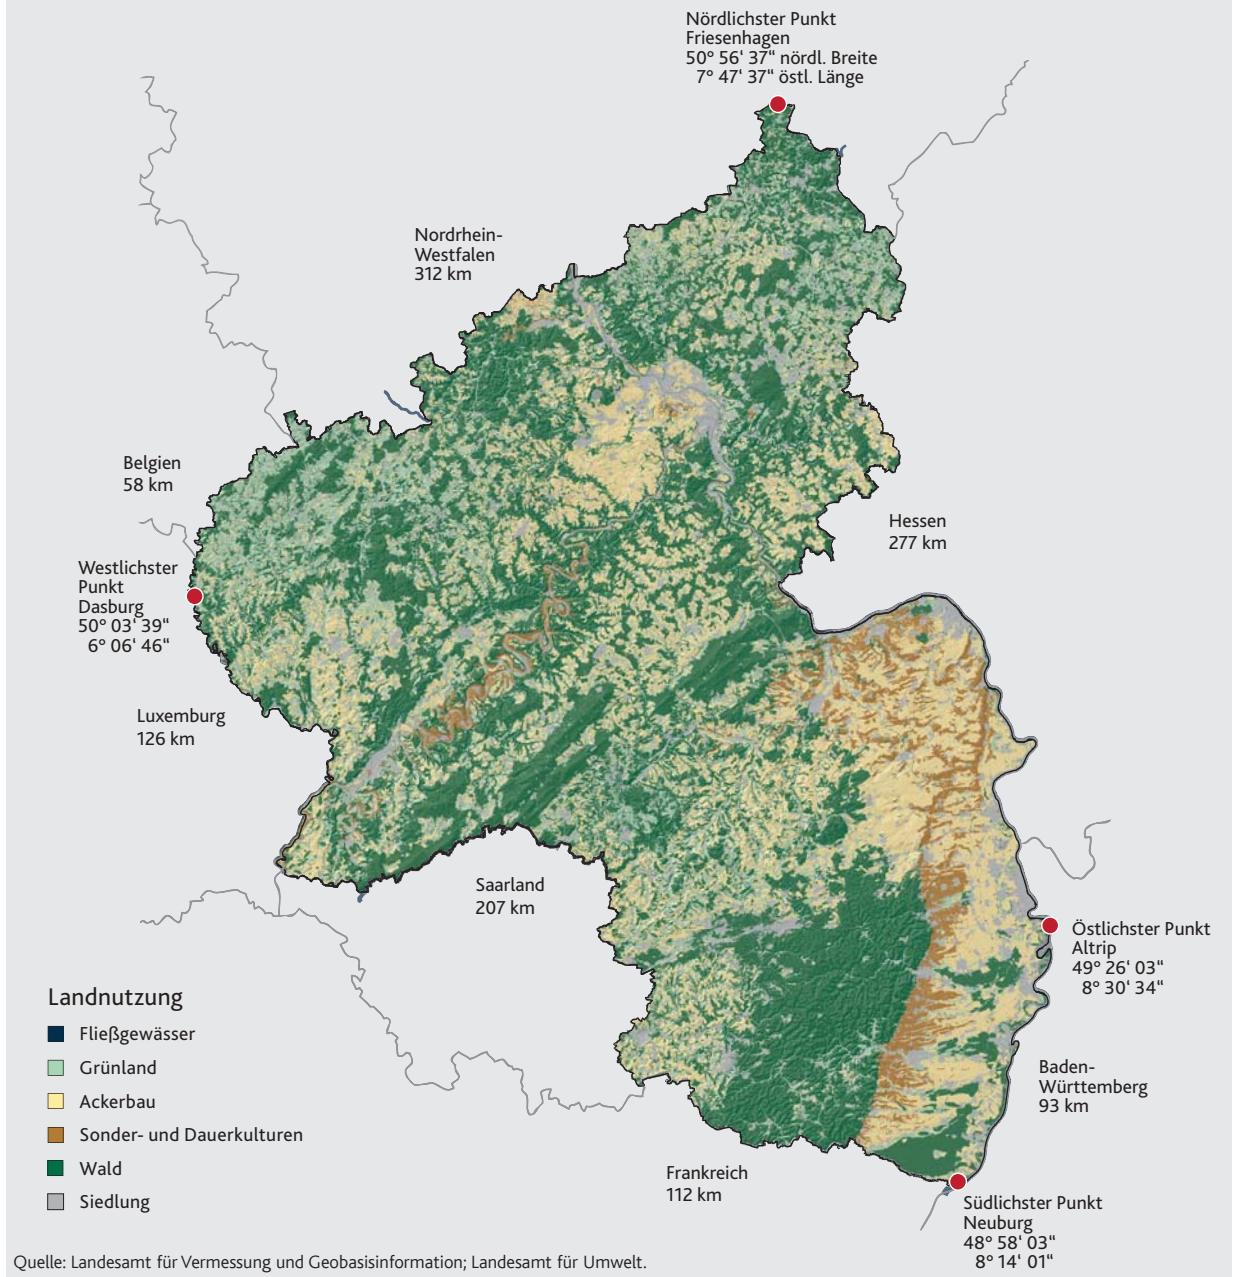 Nördlichster Punkt
Friesenhagen
50° 56‘ 37“ nördl. Breite
7° 47‘ 37“ östl. Länge
Nordrhein-
Westfalen
312 km
Belgien
58 km
Hessen
277 km
Westlichster
Punkt
Dasburg
50° 03‘ 39“
6° 06‘ 46“
Luxemburg
126 km
Saarland
207 km
Östlichster Punkt
Altrip
49° 26‘ 03“
8° 30‘ 34“
Landnutzung
Fließgewässer
Grünland
Ackerbau
Sonder- und Dauerkulturen
Wald
Siedlung
Baden-
Württemberg
93 km
Frankreich
112 km
Südlichster Punkt
Neuburg
48° 58‘ 03“
8° 14‘ 01“
Quelle: Landesamt für Vermessung und Geobasisinformation; Landesamt für Umwelt.